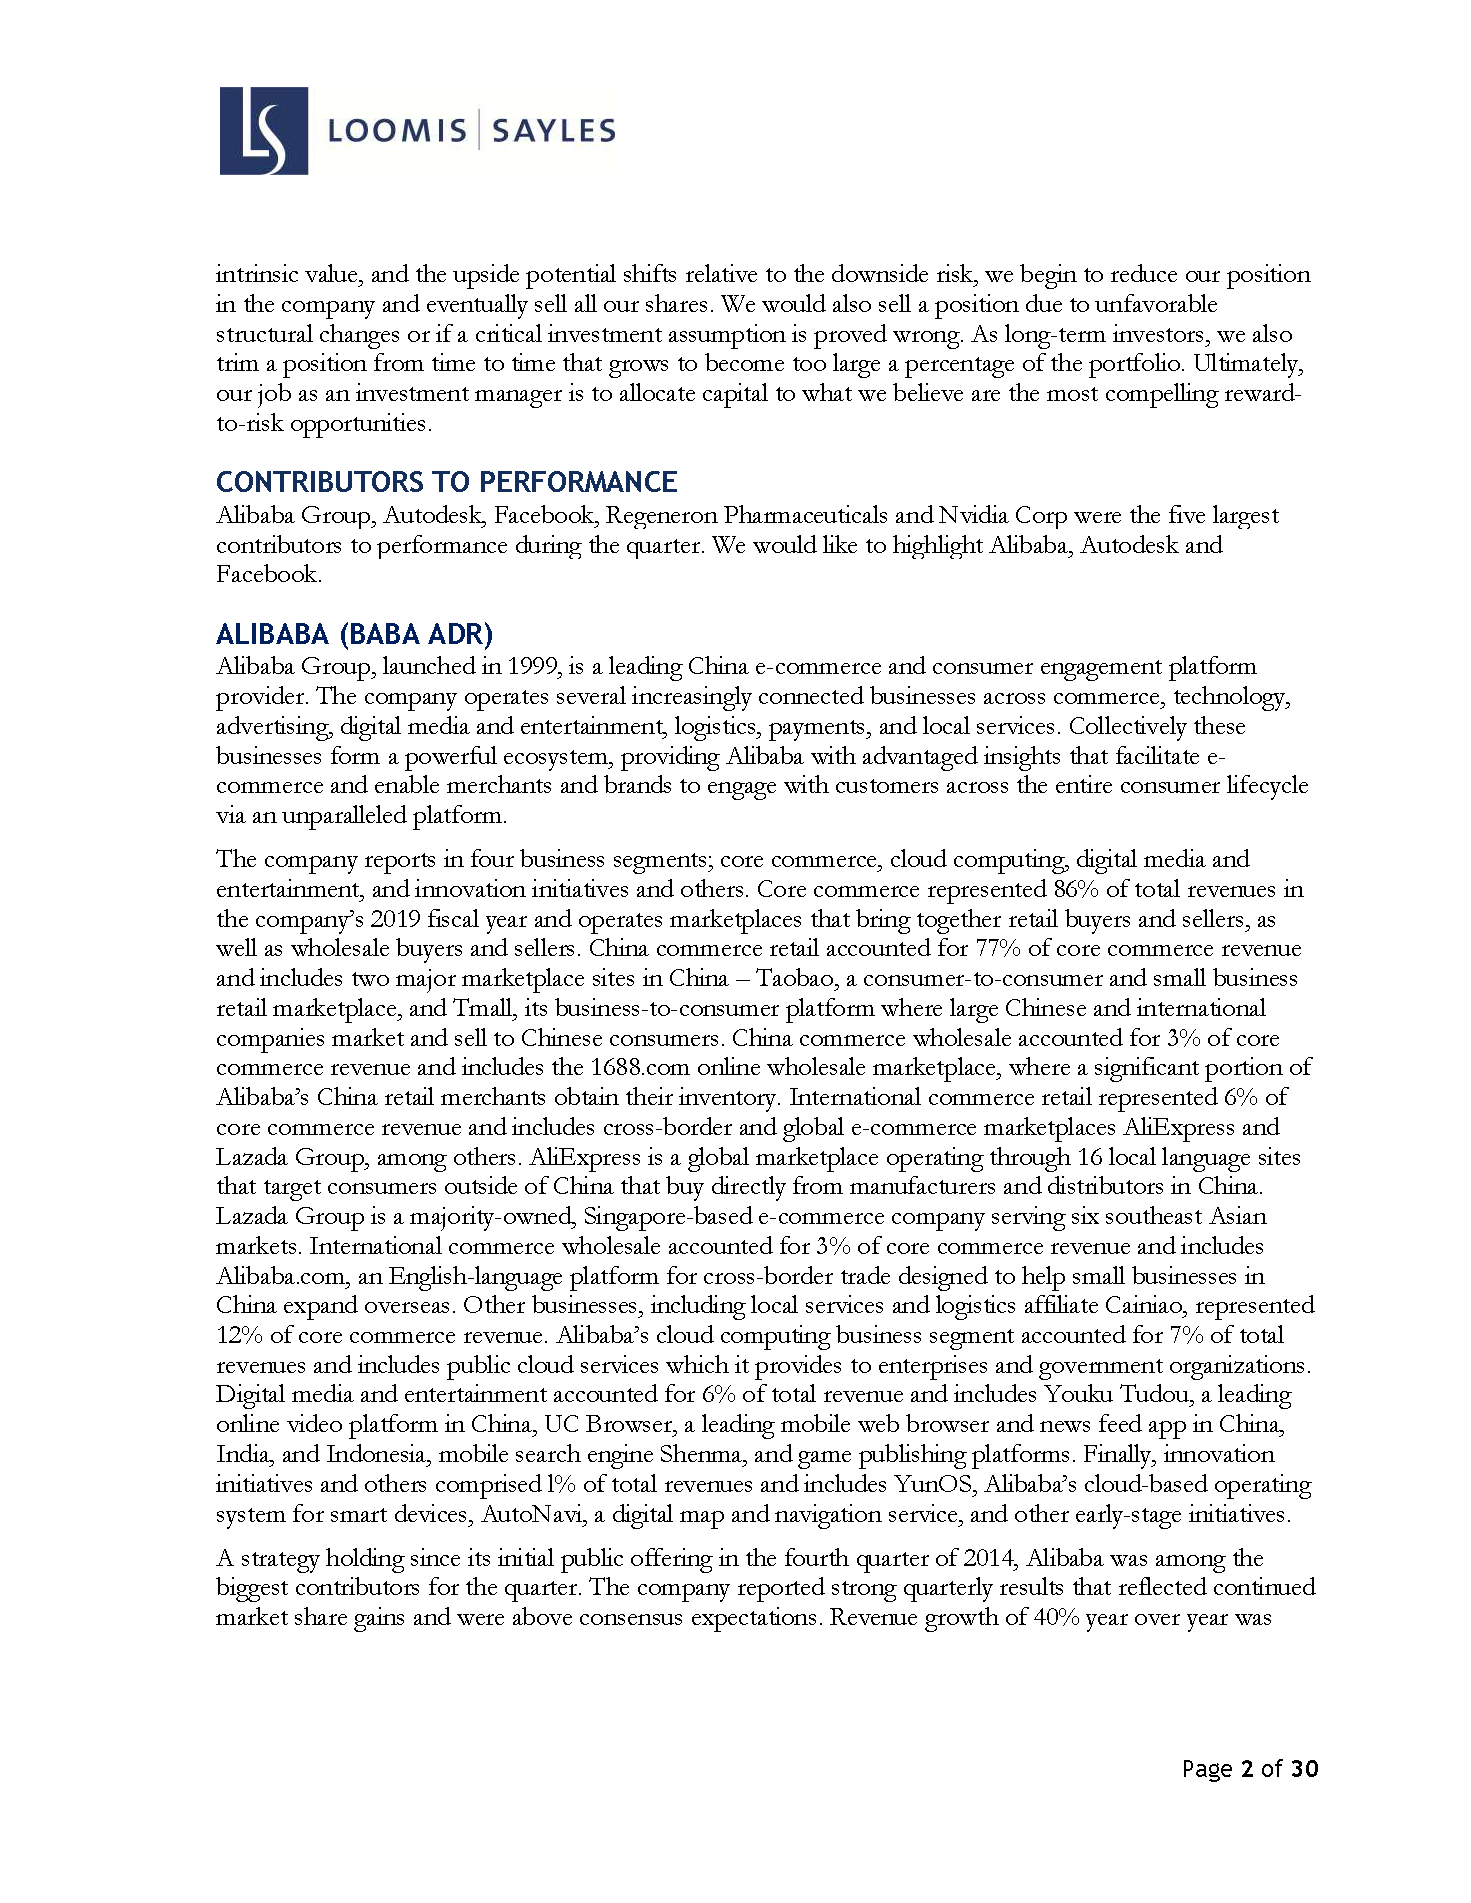 LS LOOMIS | SAYLES
intrinsic value, and the upside potential shifts relative to the downside risk, we begin to reduce our position
in the company and eventually sell all our shares. We would also sell a position due to unfavorable
structural changes or if a critical investment assumption is proved wrong. As long-term investors, we also
trim a position from time to time that grows to become too large a percentage of the portfolio. Ultimately,
our job as an investment manager is to allocate capital to what we believe are the most compelling reward-
to-risk opportunities.
CONTRIBUTORS TO PERFORMANCE
Alibaba Group, Autodesk, Facebook, Regeneron Pharmaceuticals and Nvidia Corp were the five largest
contributors to performance during the quarter. We would like to highlight Alibaba, Autodesk and
Facebook.
ALIBABA (BABA ADR)
Alibaba Group, launched in 1999, is a leading China e-commerce and consumer engagement platform
provider. The company operates several increasingly connected businesses across commerce, technology,
advertising, digital media and entertainment, logistics, payments, and local services. Collectively these
businesses form a powerful ecosystem, providing Alibaba with advantaged insights that facilitate e-
commerce and enable merchants and brands to engage with customers across the entire consumer lifecycle
via an unparalleled platform.
The company reports in four business segments; core commerce, cloud computing, digital media and
entertainment, and innovation initiatives and others. Core commerce represented 86% of total revenues in
the company's 2019 fiscal year and operates marketplaces that bring together retail buyers and sellers, as
well as wholesale buyers and sellers. China commerce retail accounted for 77% of core commerce revenue
and includes two major marketplace sites in China – Taobao, a consumer-to-consumer and small business
retail marketplace, and Tmall, its business-to-consumer platform where large Chinese and international
companies market and sell to Chinese consumers. China commerce wholesale accounted for 3% of core
commerce revenue and includes the 1688.com online wholesale marketplace, where a significant portion of
Alibaba's China retail merchants obtain their inventory. International commerce retail represented 6% of
core commerce revenue and includes cross-border and global e-commerce marketplaces AliExpress and
Lazada Group, among others. AliExpress is a global marketplace operating through 16 local language sites
that target consumers outside of China that buy directly from manufacturers and distributors in China.
Lazada Group is a majority-owned, Singapore-based e-commerce company serving six southeast Asian
markets. International commerce wholesale accounted for 3% of core commerce revenue and includes
Alibaba.com, an English-language platform for cross-border trade designed to help small businesses in
China expand overseas. Other businesses, including local services and logistics affiliate Cainiao, represented
12% of core commerce revenue. Alibaba's cloud computing business segment accounted for 7% of total
revenues and includes public cloud services which it provides to enterprises and government organizations.
Digital media and entertainment accounted for 6% of total revenue and includes Youku Tudou, a leading
online video platform in China, UC Browser, a leading mobile web browser and news feed app in China,
India, and Indonesia, mobile search engine Shenma, and game publishing platforms. Finally, innovation
initiatives and others comprised l% of total revenues and includes YunOS, Alibaba's cloud-based operating
system for smart devices, AutoNavi, a digital map and navigation service, and other early-stage initiatives.
A strategy holding since its initial public offering in the fourth quarter of 2014, Alibaba was among the
biggest contributors for the quarter. The company reported strong quarterly results that reflected continued
market share gains and were above consensus expectations. Revenue growth of 40% year over year was
Page 2 of 30